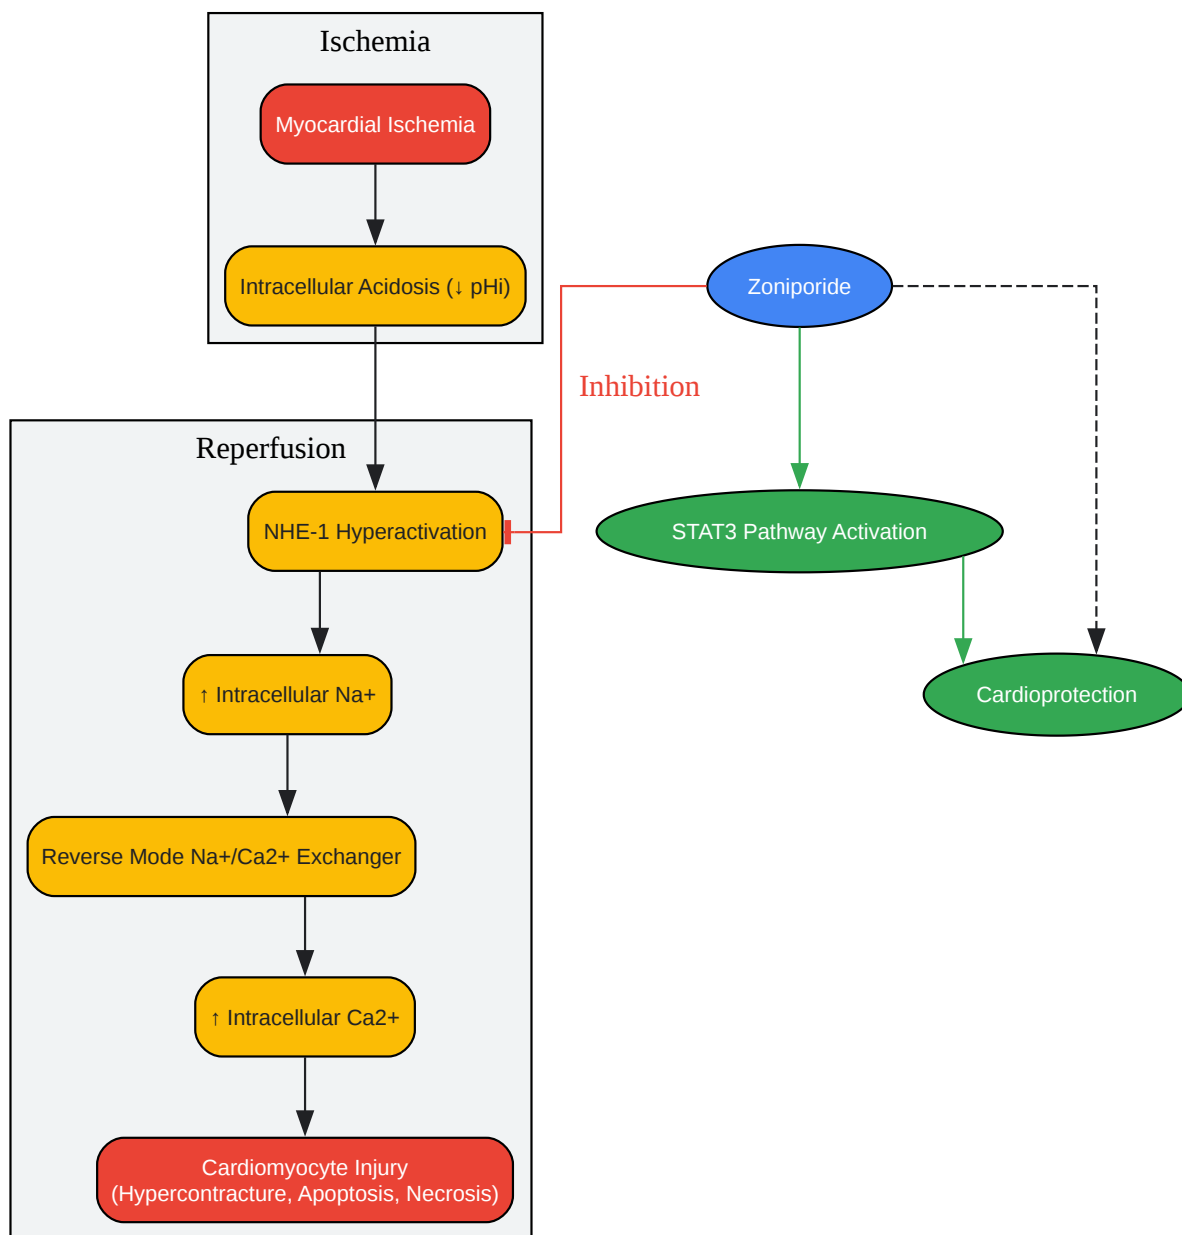 Ischemia
Myocardial Ischemia
Intracellular Acidosis (↓ pHi)
Zoniporide
Inhibition
Reperfusion
NHE-1 Hyperactivation
STAT3 Pathway Activation
↑ Intracellular Na+
Cardioprotection
Reverse Mode Na+/Ca2+ Exchanger
↑ Intracellular Ca2+
Cardiomyocyte Injury
(Hypercontracture, Apoptosis, Necrosis)